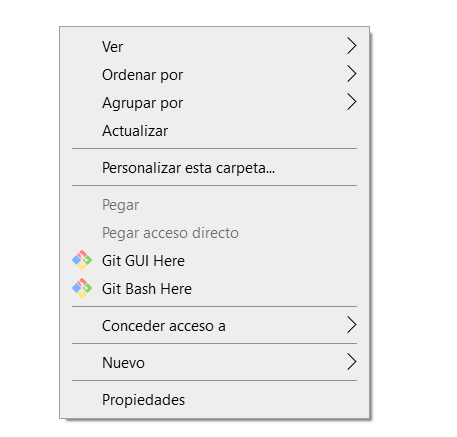 Ver
Ordenar por
Agrupar por
Actualizar
Personalizar esta carpeta...
Pegar
Pegar acceso directo
Git GUI Here
Git Bash Here
Conceder acceso a
Nuevo
Propiedades